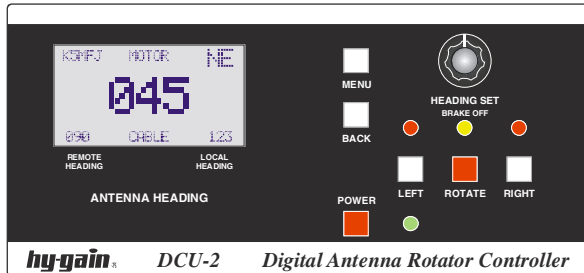 K5MFJ MOTOR NE
045
090 CABLE 123
REMOTE HEADING
LOCAL HEADING
ANTENNA HEADING
MENU
BACK
HEADING SET
BRAKE OFF
LEFT ROTATE RIGHT
POWER
hy-gain® DCU-2 Digital Antenna Rotator Controller